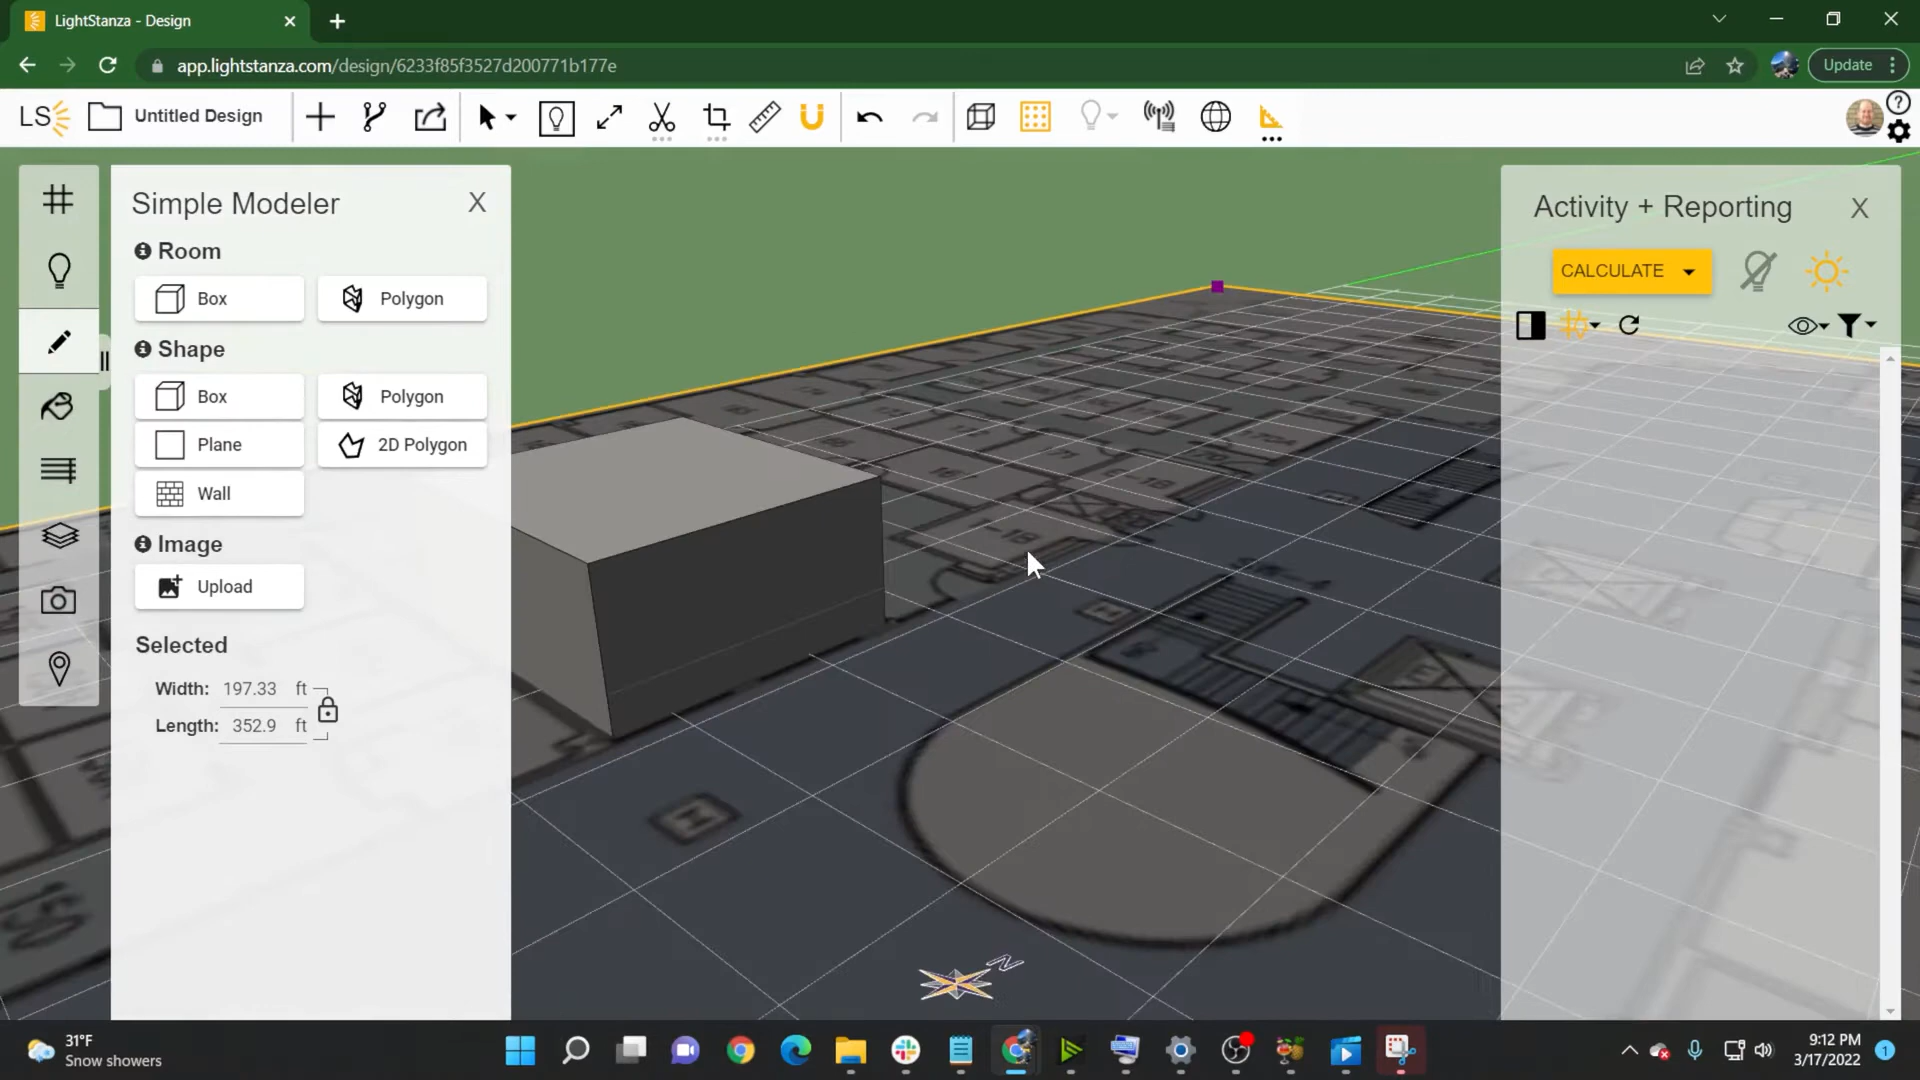 LightStanza - Design
app.lightstanza.com/design/6233f85f3527d200771b177e
Update
LS
Untitled Design
Simple Modeler
X
Room
Box
Polygon
Shape
Box
Polygon
Plane
2D Polygon
Wall
Image
Upload
Selected
Width: 197.33 ft
Length: 352.9 ft
Activity + Reporting
X
CALCULATE
N
31°F
Snow showers
9:12 PM
3/17/2022
1